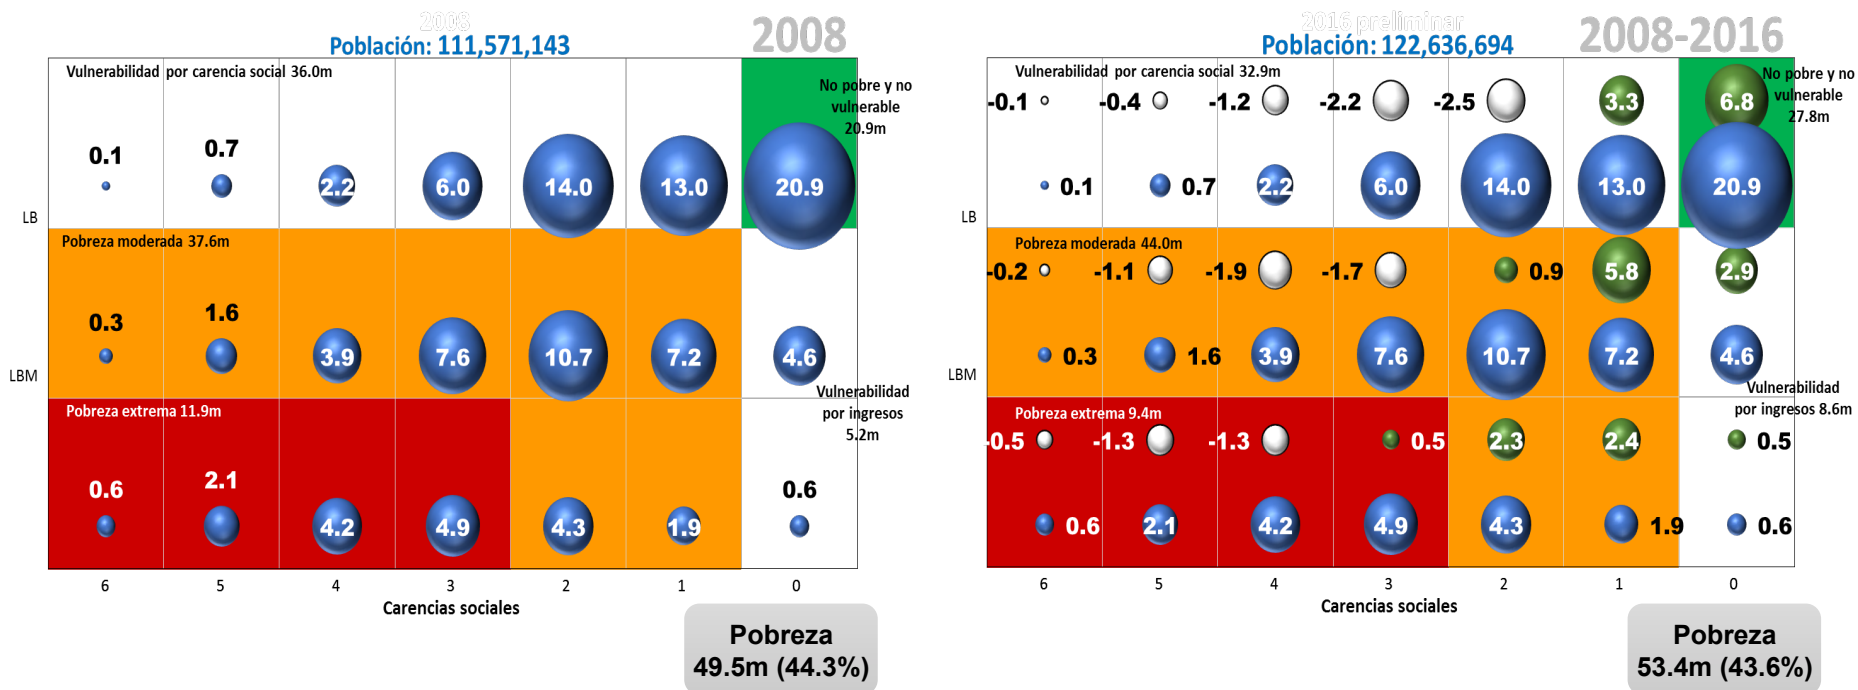 2008
2008
Población: 111,571,143
Vulnerabilidad por carencia social 36.0m
No pobre y no
vulnerable
20.9m
0.1
0.7
2.2
6.0
14.0
13.0
20.9
LB
Pobreza moderada 37.6m
0.3
1.6
3.9
7.6
10.7
7.2
4.6
LBM
Vulnerabilidad
por ingresos
5.2m
Pobreza extrema 11.9m
0.6
2.1
4.2
4.9
4.3
1.9
0.6
6 5 4 3 2 1 0
Carencias sociales
Pobreza
49.5m (44.3%)
2016 preliminar
2008-2016
Población: 122,636,694
Vulnerabilidad por carencia social 32.9m
No pobre y no
vulnerable
27.8m
-0.1
-0.4
-1.2
-2.2
-2.5
3.3
6.8
0.1
0.7
2.2
6.0
14.0
13.0
20.9
LB
Pobreza moderada 44.0m
-0.2
-1.1
-1.9
-1.7
0.9
5.8
2.9
0.3
1.6
3.9
7.6
10.7
7.2
4.6
LBM
Vulnerabilidad
por ingresos 8.6m
Pobreza extrema 9.4m
-0.5
-1.3
-1.3
0.5
2.3
2.4
0.5
0.6
2.1
4.2
4.9
4.3
1.9
0.6
6 5 4 3 2 1 0
Carencias sociales
Pobreza
53.4m (43.6%)